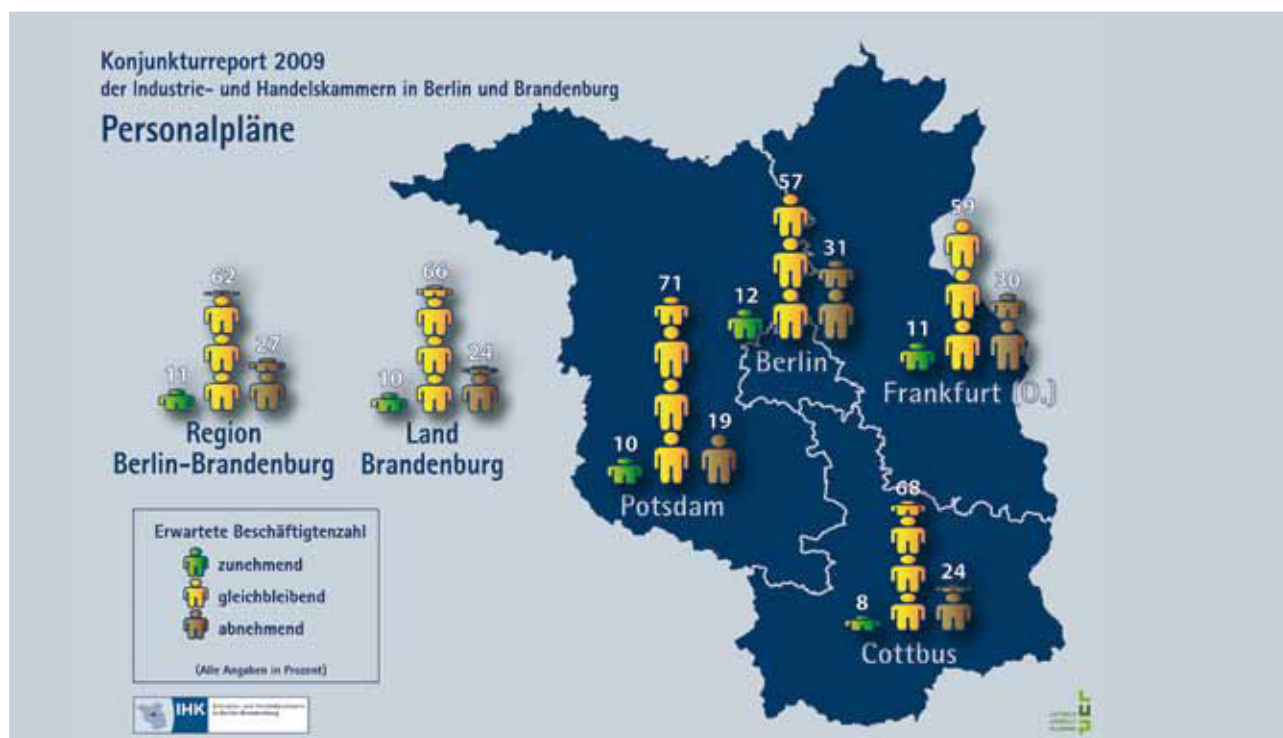 Konjunkturreport 2009
der Industrie- und Handelskammern in Berlin und Brandenburg
Personalpläne
57
59
31
62
66
71
12
30
27
11
11
24
10
Berlin
Frankfurt (O.)
19
10
Region
Berlin-Brandenburg
Land
Brandenburg
Potsdam
68
24
8
Cottbus
Erwartete Beschäftigtenzahl
zunehmend
gleichbleibend
abnehmend
(Alle Angaben in Prozent)
IHK